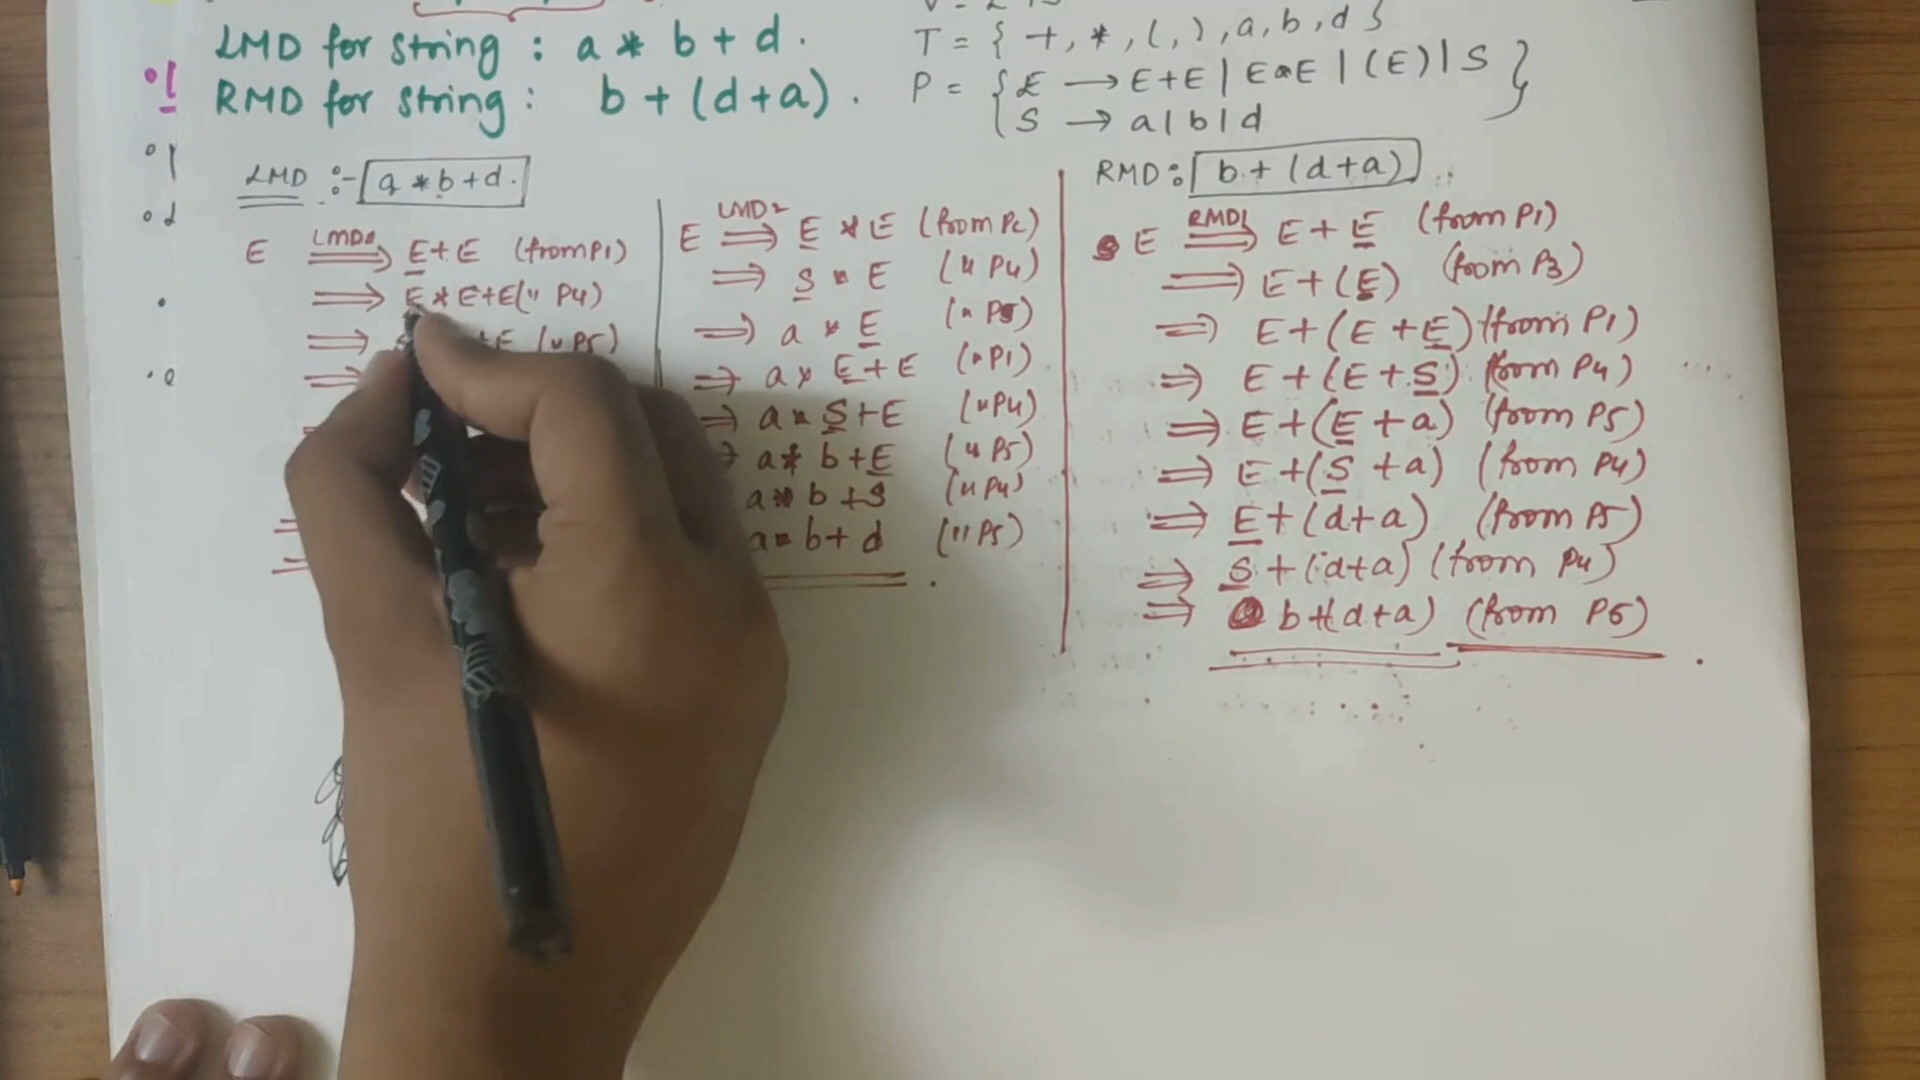 LMD for string : a * b + d .
RMD for string : b + (d+a) .
T = { +, *, (, ), a, b, d }
P = { E → E+E | E*E | (E) | S }
S → a | b | d
LMD :- a * b + d.
E LMD1 ⟹ E+E (from P1)
⟹ E * E+E (" P4)
⟹ +E (" P5)
E LMD2 ⟹ E * E (from P2)
⟹ S * E (" P4)
⟹ a * E (" P5)
⟹ a * E+E (" P1)
⟹ a * S+E (" P4)
a * b+E (" P5)
a * b + S (" P4)
a * b + d (" P5) .
RMD : b + (d+a)
E RMD1 ⟹ E + E (from P1)
⟹ E + (E) (from P3)
⟹ E + (E + E) (from P1)
⟹ E + (E + S) (from P4)
⟹ E + (E + a) (from P5)
⟹ E + (S + a) (from P4)
⟹ E + (d+a) (from P5)
⟹ S + (d+a) (from P4)
⟹ b+(d+a) (from P5) .